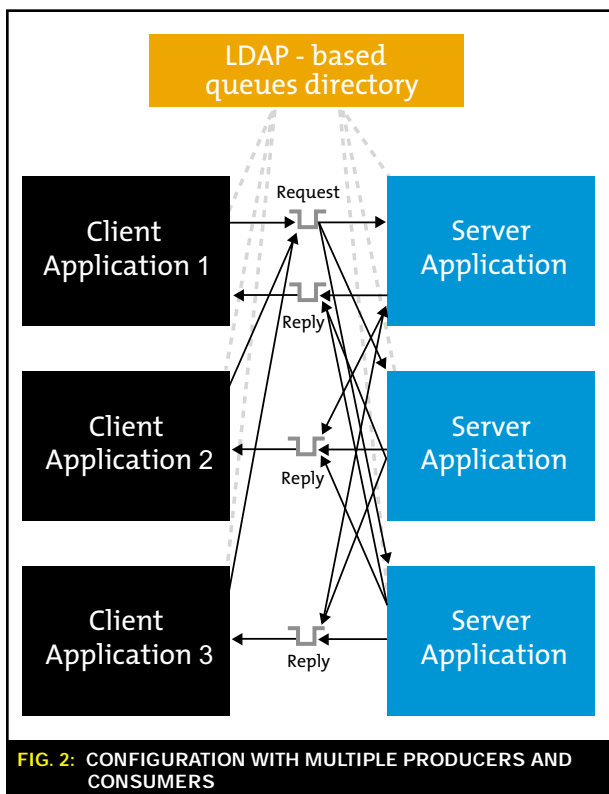 LDAP - based
queues directory
Request
Client
Application 1
Server
Application
Reply
Client
Application 2
Reply
Server
Application
Client
Application 3
Reply
Server
Application
FIG. 2: CONFIGURATION WITH MULTIPLE PRODUCERS AND
CONSUMERS